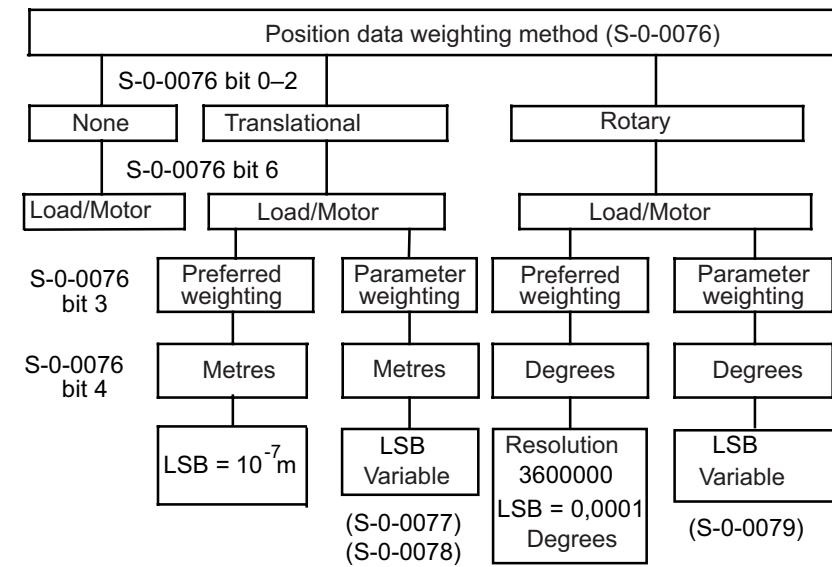 Position data weighting method (S-0-0076)
S-0-0076 bit 0–2
None
Translational
Rotary
S-0-0076 bit 6
Load/Motor
Load/Motor
Load/Motor
S-0-0076
bit 3
Preferred
weighting
Parameter
weighting
Preferred
weighting
Parameter
weighting
S-0-0076
bit 4
Metres
Metres
Degrees
Degrees
LSB = 10⁻⁷m
LSB
Variable
(S-0-0077)
(S-0-0078)
Resolution
3600000
LSB = 0,0001
Degrees
LSB
Variable
(S-0-0079)